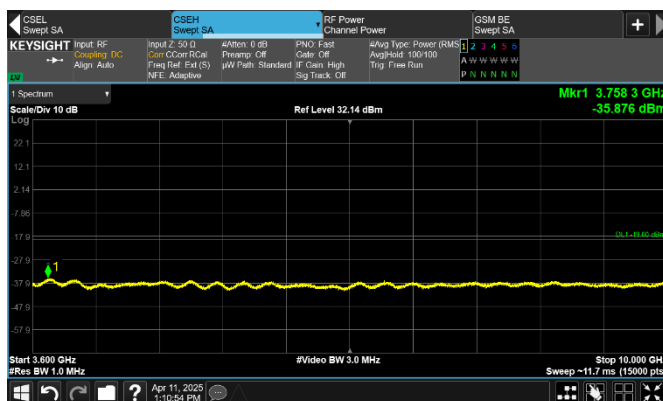 CSEL
Swept SA
CSEH
Swept SA
RF Power
Channel Power
GSM BE
Swept SA
+
KEYSIGHT
Input: RF
Coupling: DC
Align: Auto
Input Z: 50 Ω
Corr CCorr RCal
Freq Ref: Ext (S)
NFE: Adaptive
#Atten: 0 dB
Preamp: Off
µW Path: Standard
PNO: Fast
Gate: Off
IF Gain: High
Sig Track: Off
#Avg Type: Power (RMS)
Avg|Hold: 100/100
Trig: Free Run
1 2 3 4 5 6
A W W W W W
P N N N N N
1 Spectrum
Scale/Div 10 dB
Ref Level 32.14 dBm
Mkr1 3.758 3 GHz
-35.876 dBm
Log
22.1
12.1
2.14
-7.86
-17.9
DL1 -19.00 dBm
-27.9
1
-37.9
-47.9
-57.9
Start 3.600 GHz
#Video BW 3.0 MHz
Stop 10.000 GHz
#Res BW 1.0 MHz
Sweep ~11.7 ms (15000 pts)
?
Apr 11, 2025
1:10:54 PM